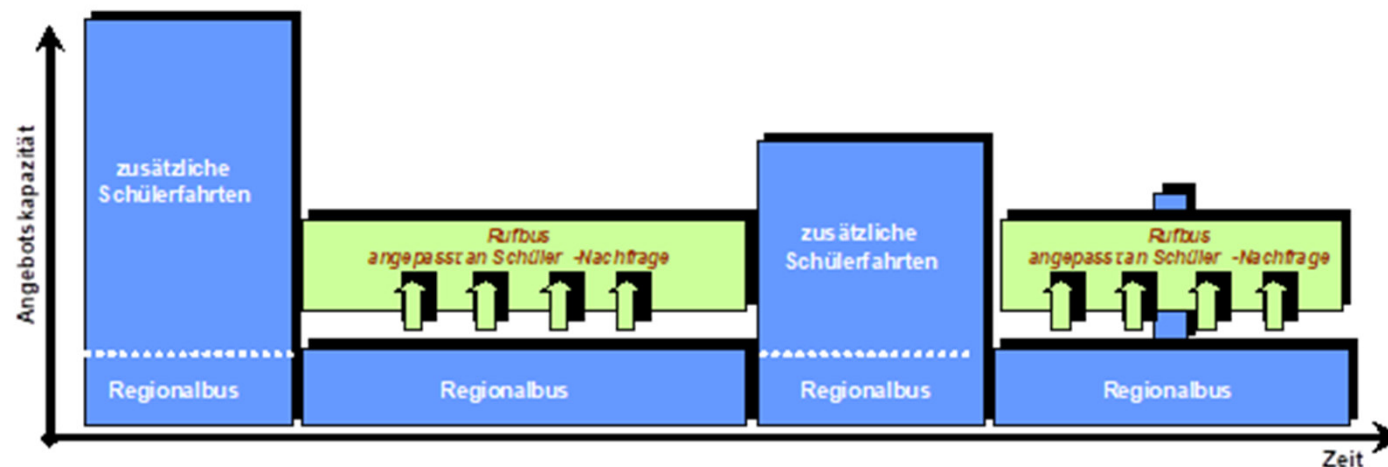 Angebotskapazität
zusätzliche
Schülerfahrten
Regionalbus
Rufbus
angepasst an Schüler -Nachfrage
Regionalbus
zusätzliche
Schülerfahrten
Regionalbus
Rufbus
angepasst an Schüler -Nachfrage
Regionalbus
Zeit